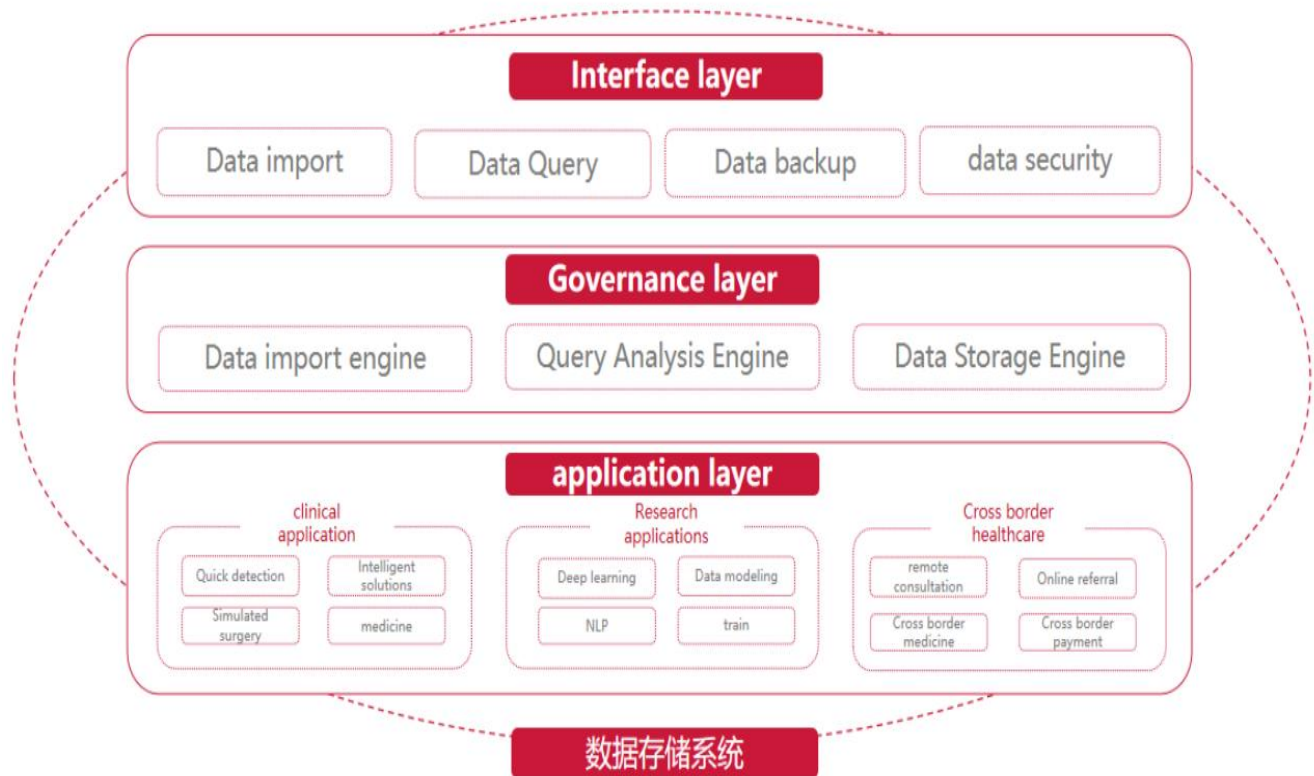 Interface layer
Data import
Data Query
Data backup
data security
Governance layer
Data import engine
Query Analysis Engine
Data Storage Engine
application layer
clinical
application
Quick detection
Intelligent
solutions
Simulated
surgery
medicine
Research
applications
Deep learning
Data modeling
NLP
train
Cross border
healthcare
remote
consultation
Online referral
Cross border
medicine
Cross border
payment
数据存储系统